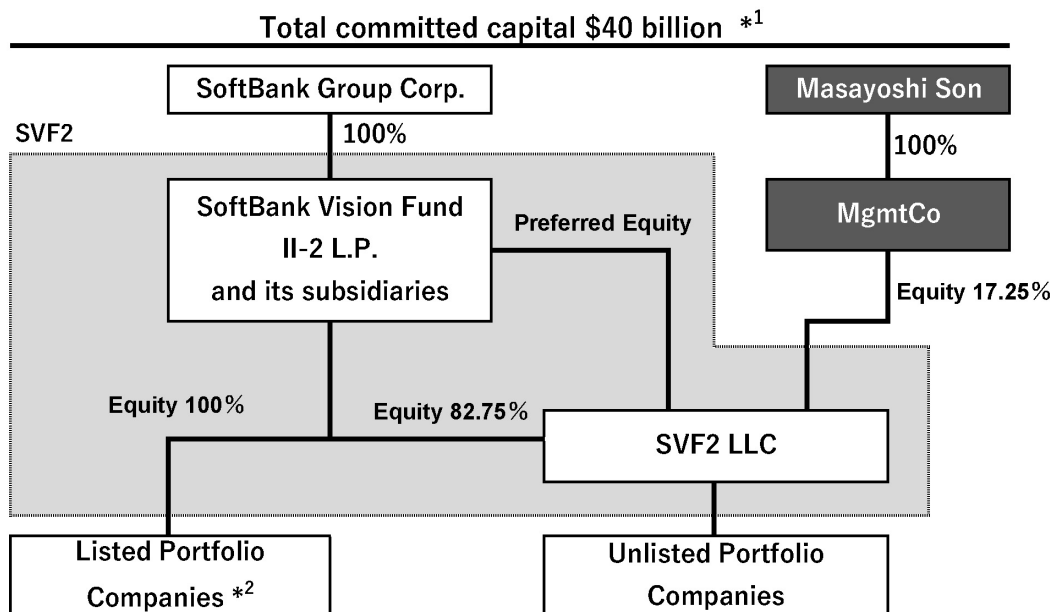 Total committed capital $40 billion *1
SoftBank Group Corp.
Masayoshi Son
SVF2
100%
100%
SoftBank Vision Fund
II-2 L.P.
and its subsidiaries
Preferred Equity
MgmtCo
Equity 17.25%
Equity 100%
Equity 82.75%
SVF2 LLC
Listed Portfolio
Companies *2
Unlisted Portfolio
Companies